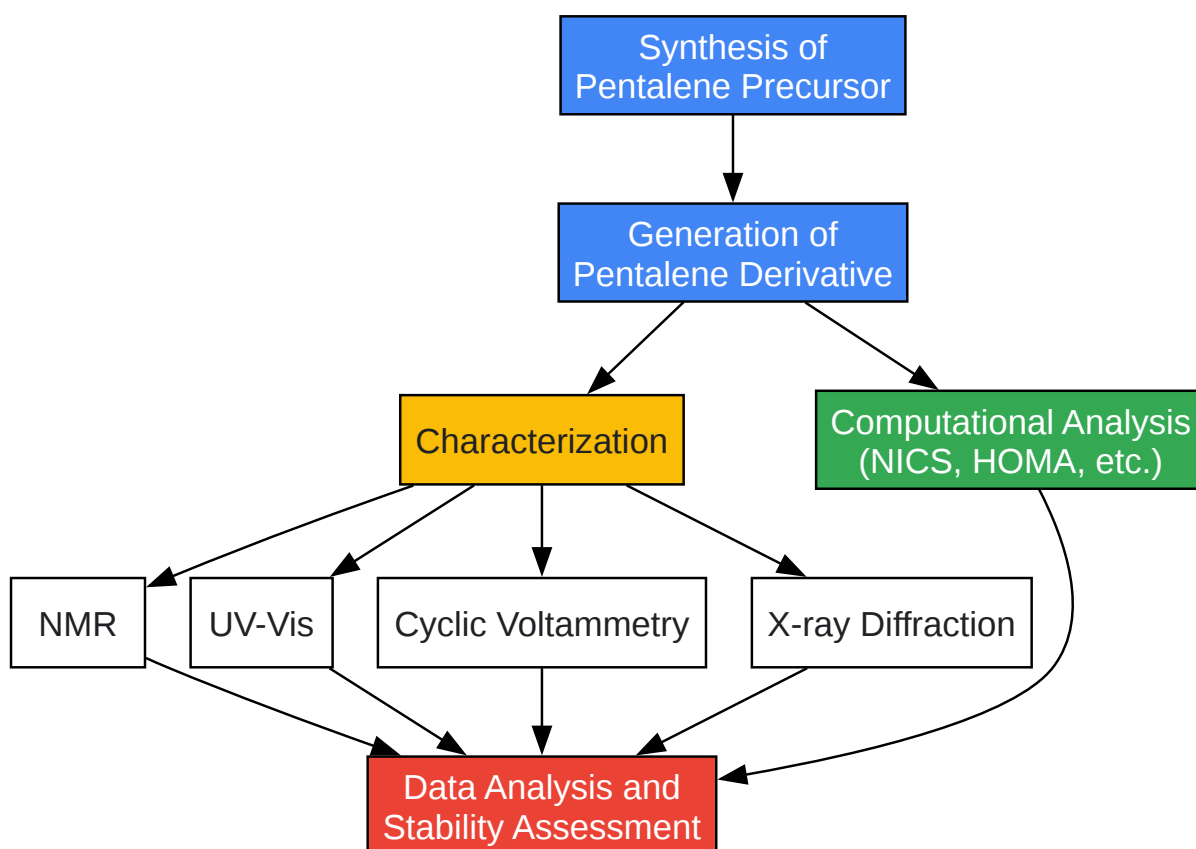 Synthesis of
Pentalene Precursor
Generation of
Pentalene Derivative
Characterization
Computational Analysis
(NICS, HOMA, etc.)
NMR
UV-Vis
Cyclic Voltammetry
X-ray Diffraction
Data Analysis and
Stability Assessment